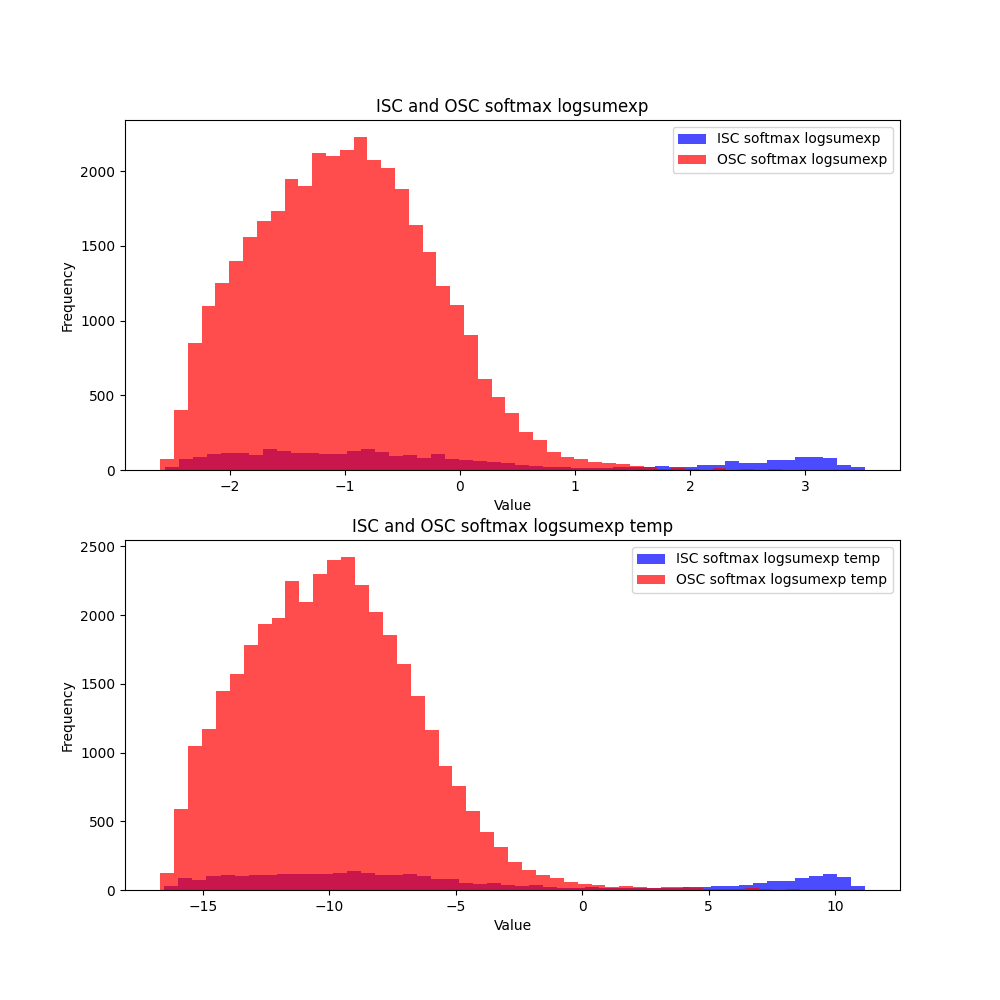 ISC and OSC softmax logsumexp
ISC softmax logsumexp
OSC softmax logsumexp
2000
1500
1000
500
0
Frequency
−2
−1
0
1
2
3
Value
ISC and OSC softmax logsumexp temp
ISC softmax logsumexp temp
OSC softmax logsumexp temp
2500
2000
1500
1000
500
0
Frequency
−15
−10
−5
0
5
10
Value